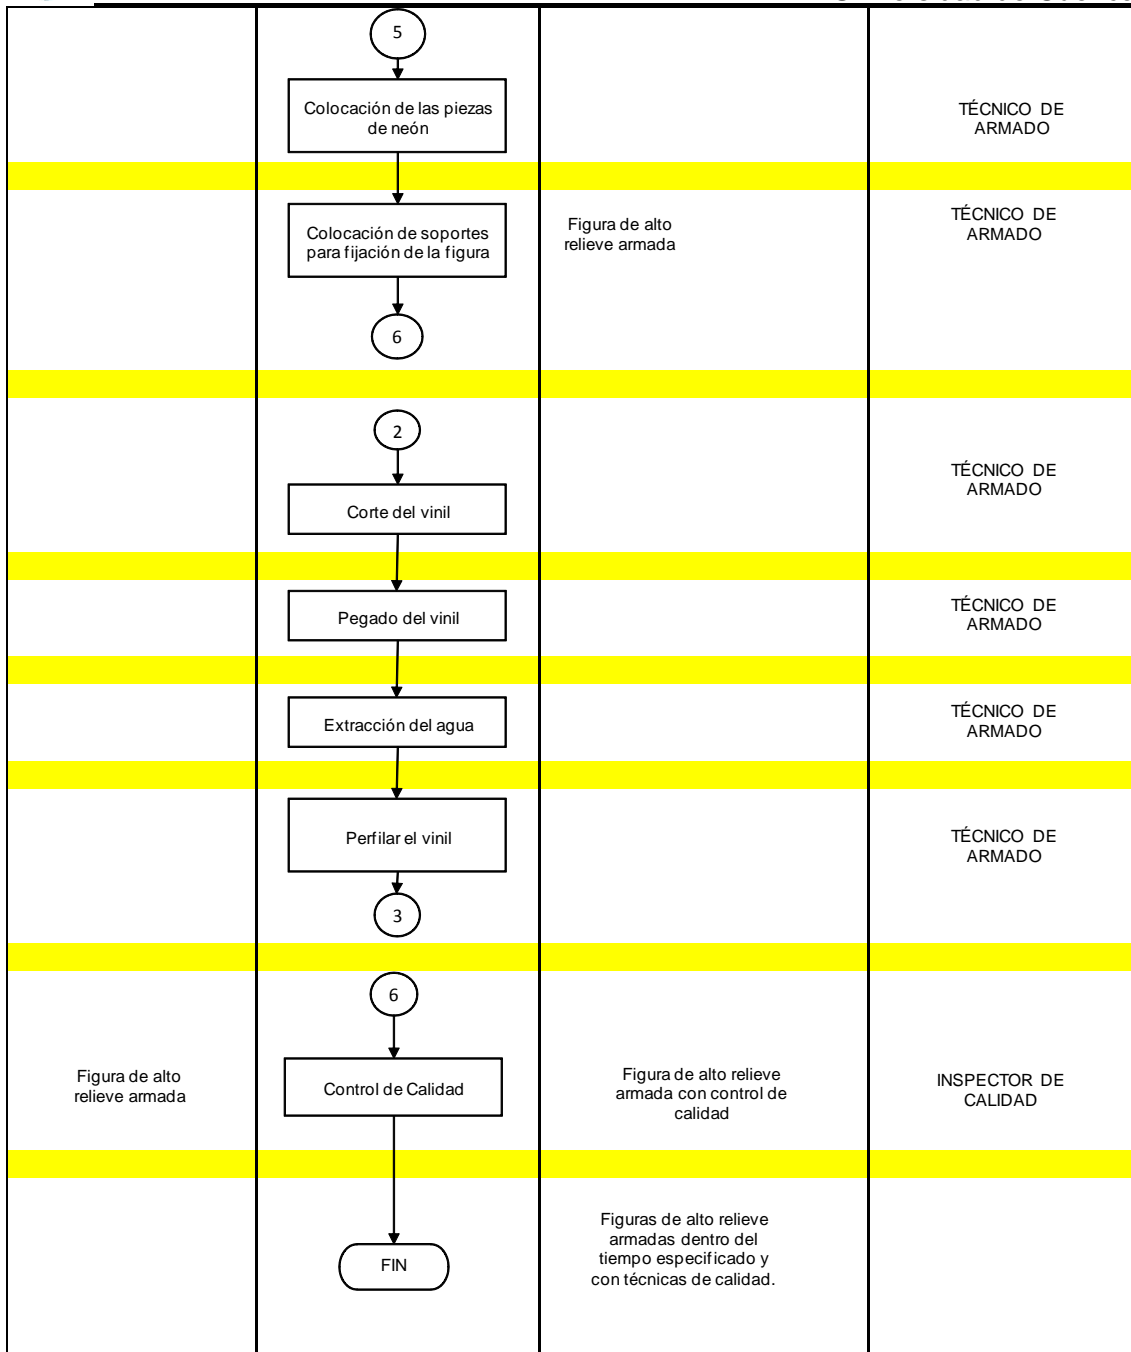 5
Colocación de las piezas
de neón
TÉCNICO DE
ARMADO
Colocación de soportes
para fijación de la figura
Figura de alto
relieve armada
TÉCNICO DE
ARMADO
6
2
TÉCNICO DE
ARMADO
Corte del vinil
Pegado del vinil
TÉCNICO DE
ARMADO
Extracción del agua
TÉCNICO DE
ARMADO
Perfilar el vinil
TÉCNICO DE
ARMADO
3
6
Figura de alto
relieve armada
Control de Calidad
Figura de alto relieve
armada con control de
calidad
INSPECTOR DE
CALIDAD
Figuras de alto relieve
armadas dentro del
tiempo especificado y
con técnicas de calidad.
FIN